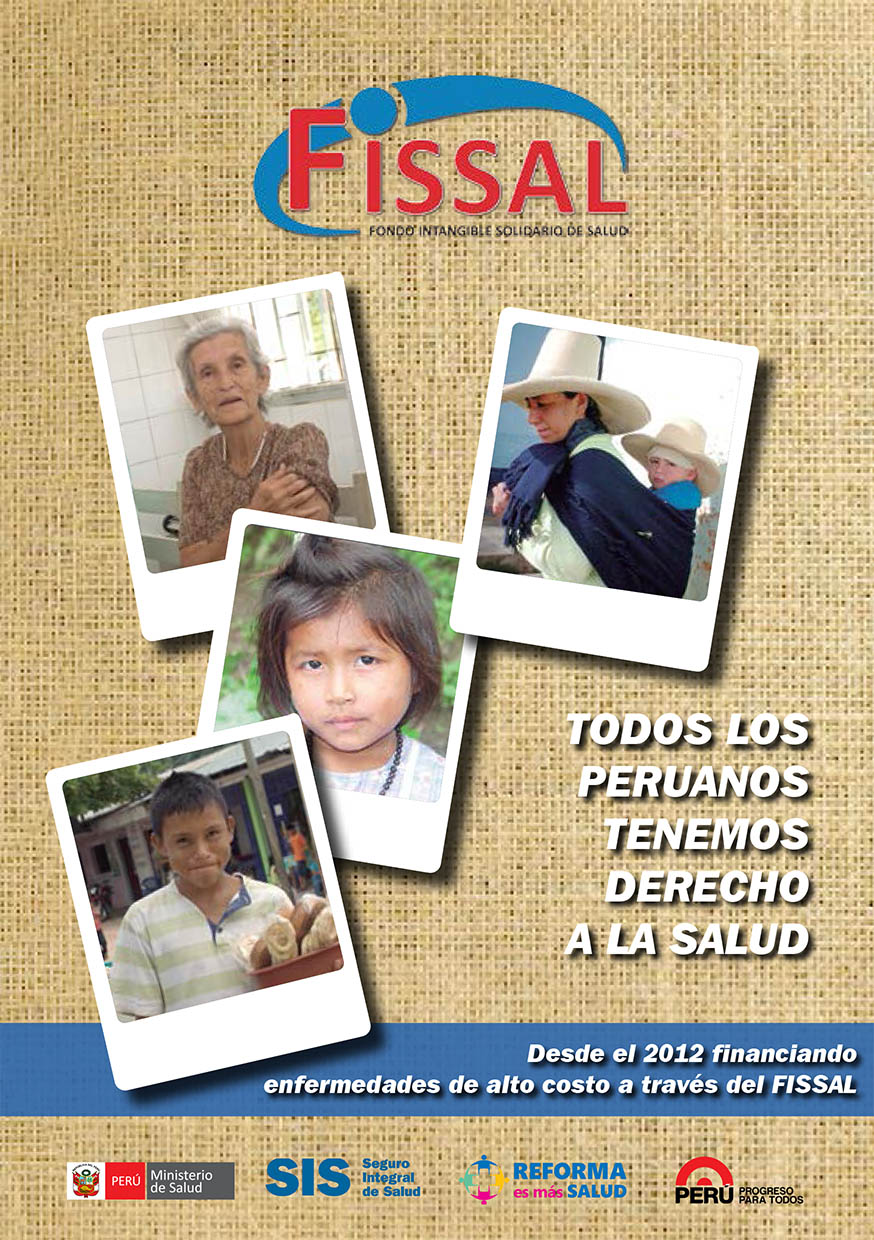 FISSAL
FONDO INTANGIBLE SOLIDARIO DE SALUD
TODOS LOS
PERUANOS
TENEMOS
DERECHO
A LA SALUD
Desde el 2012 financiando
enfermedades de alto costo a través del FISSAL
PERÚ
Ministerio
de Salud
SIS
Seguro
Integral
de Salud
REFORMA
es más SALUD
PERÚ
PROGRESO
PARA TODOS